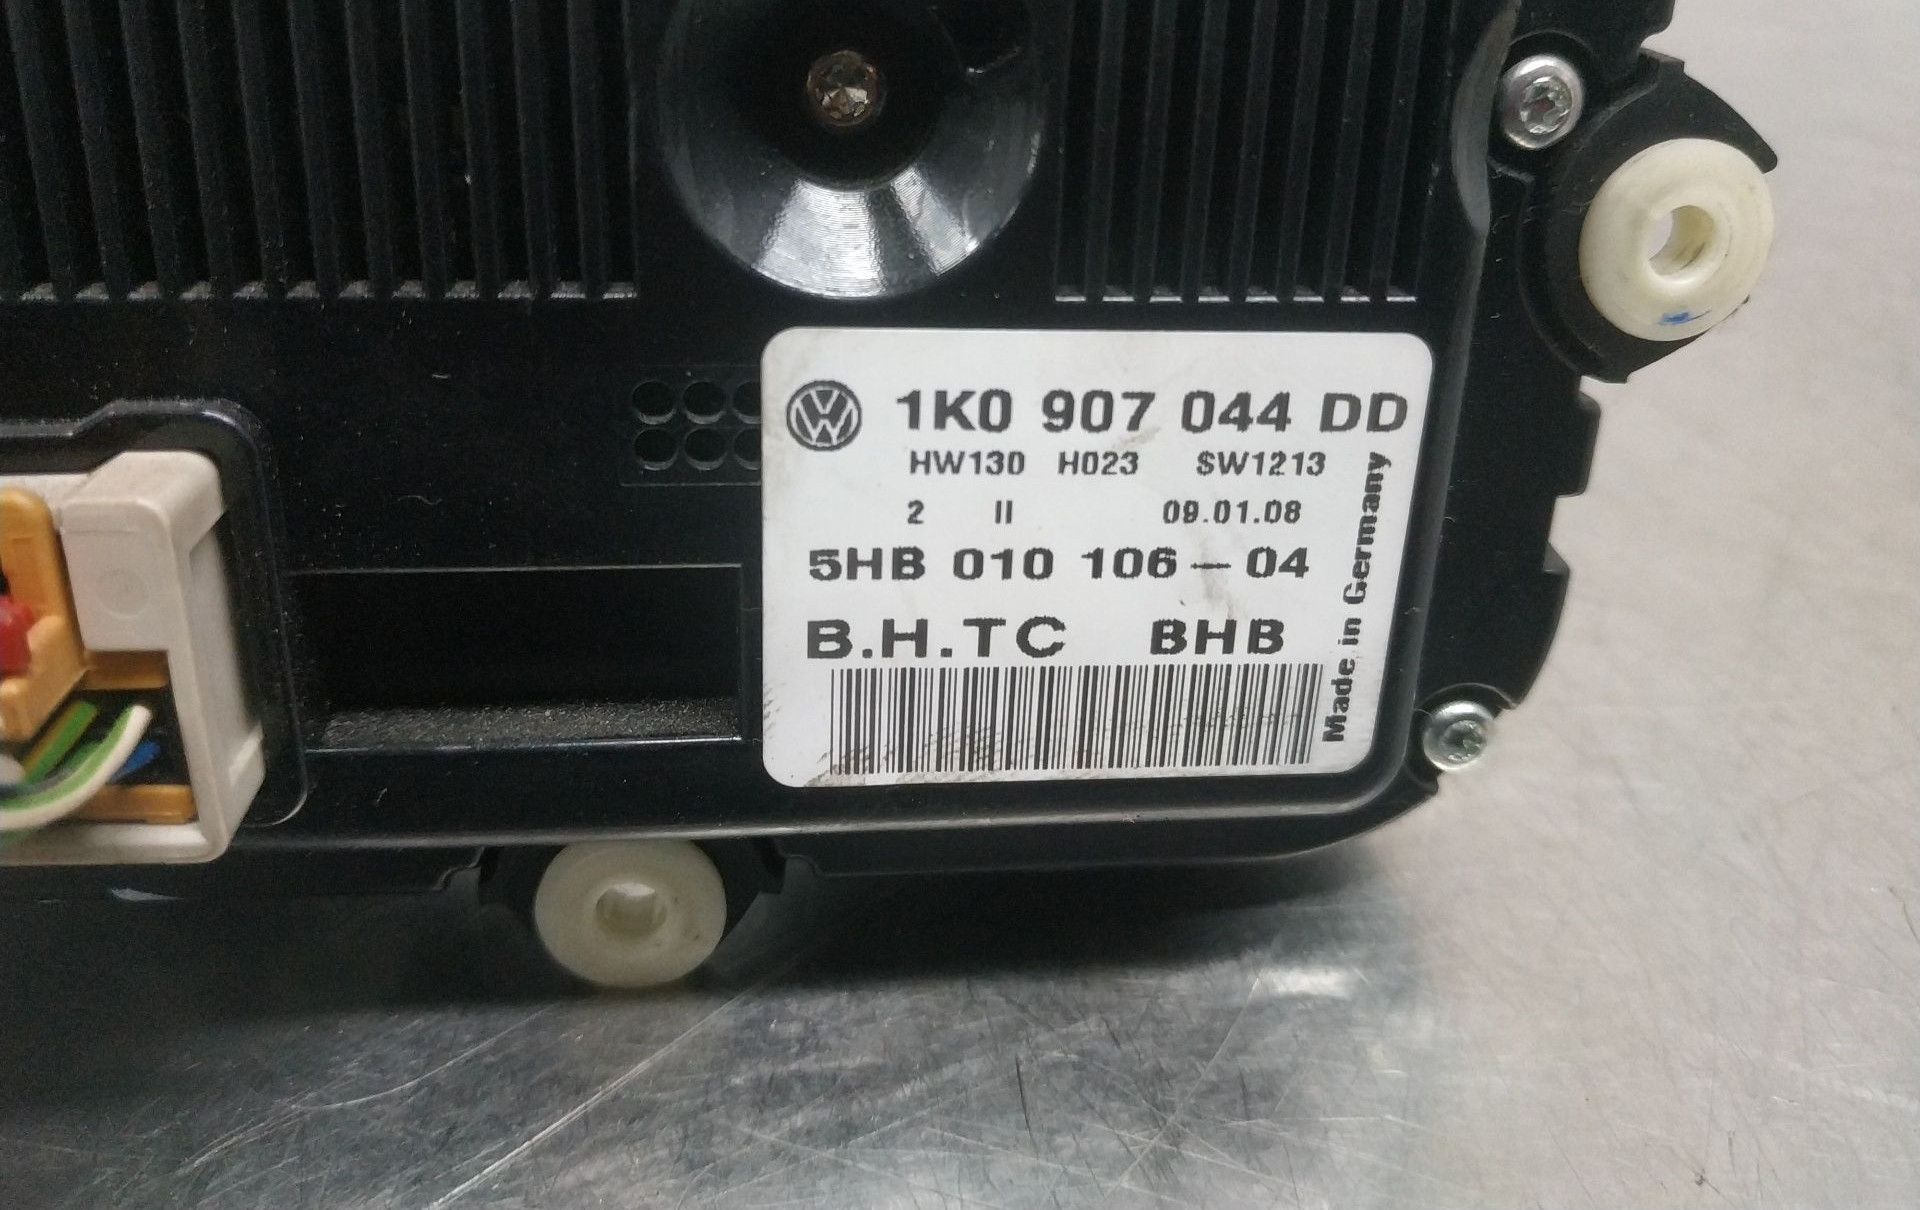 1K0 907 044 DD
HW130 H023 SW1213
2 II 09.01.08
5HB 010 106-04
B.H.TC BHB
Made in Germany